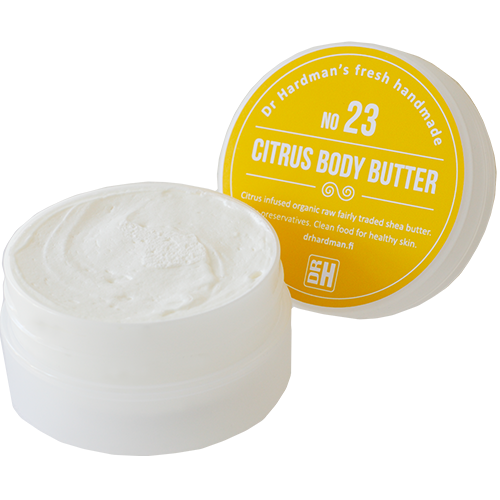 Dr Hardman's fresh handmade
NO 23
CITRUS BODY BUTTER
Citrus infused organic raw fairly traded shea butter.
preservatives. Clean food for healthy skin.
drhardman.fi
DR
H